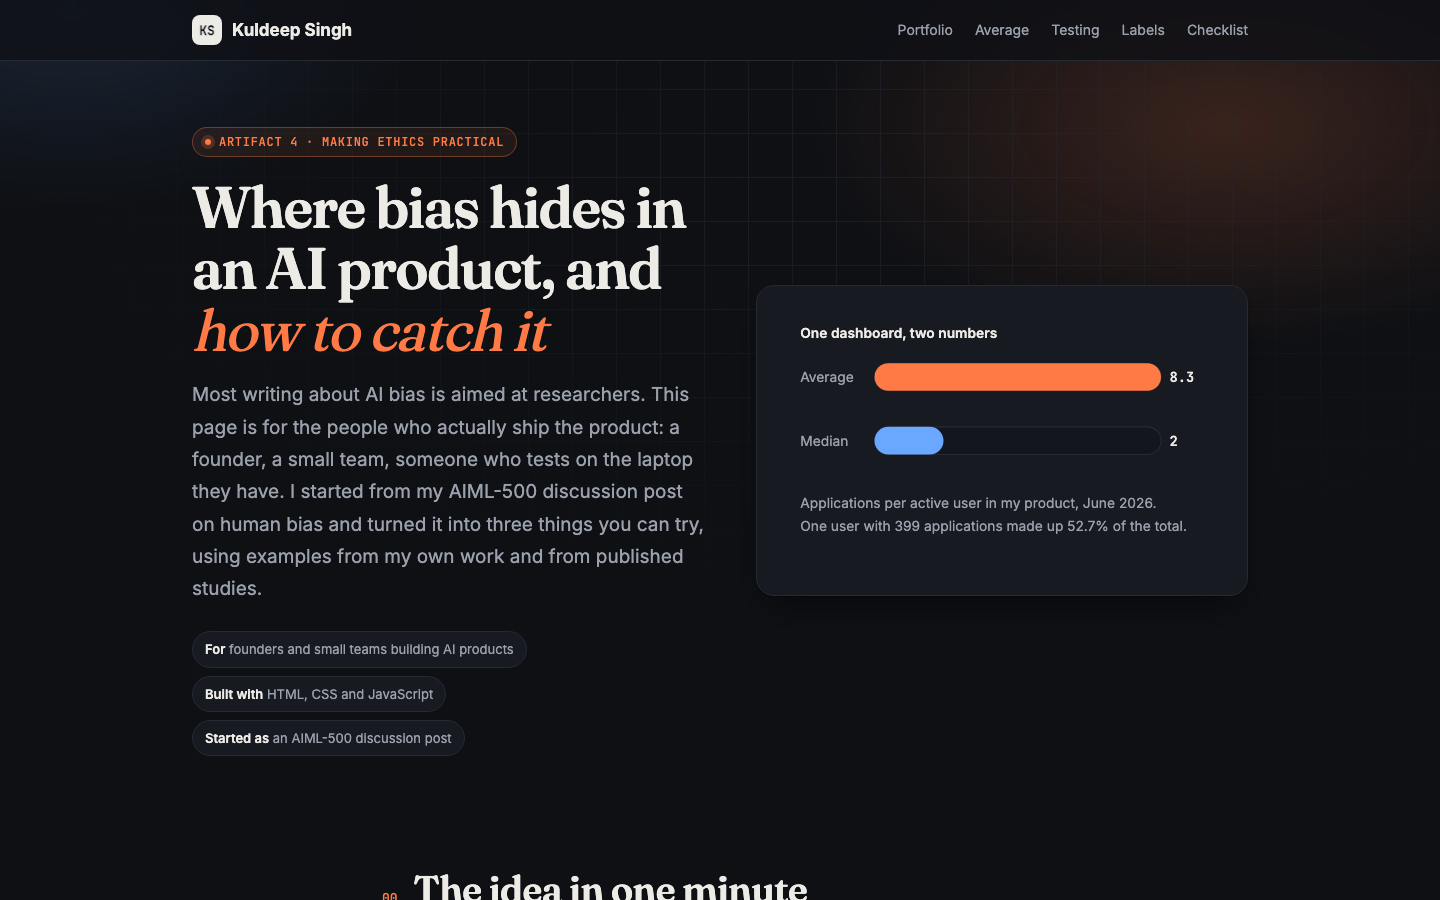 KS Kuldeep Singh
Portfolio Average Testing Labels Checklist
ARTIFACT 4 · MAKING ETHICS PRACTICAL
Where bias hides in
an AI product, and
how to catch it
Most writing about AI bias is aimed at researchers. This
page is for the people who actually ship the product: a
founder, a small team, someone who tests on the laptop
they have. I started from my AIML-500 discussion post
on human bias and turned it into three things you can try,
using examples from my own work and from published
studies.
For founders and small teams building AI products
Built with HTML, CSS and JavaScript
Started as an AIML-500 discussion post
One dashboard, two numbers
Average 8.3
Median 2
Applications per active user in my product, June 2026.
One user with 399 applications made up 52.7% of the total.
00 The idea in one minute